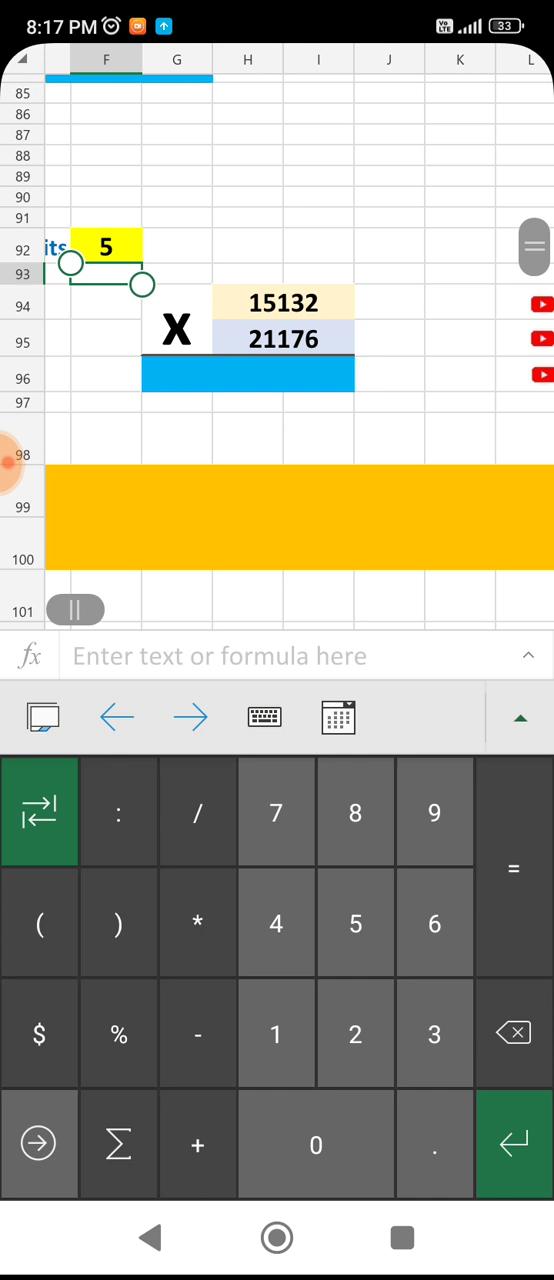 8:17 PM
Vo LTE 33
F G H I J K L
85
86
87
88
89
90
91
92 its 5
93
94 15132
95 X 21176
96
97
98
99
100
101
fx Enter text or formula here
: / 7 8 9 =
( ) * 4 5 6
$ % - 1 2 3
Σ + 0 .